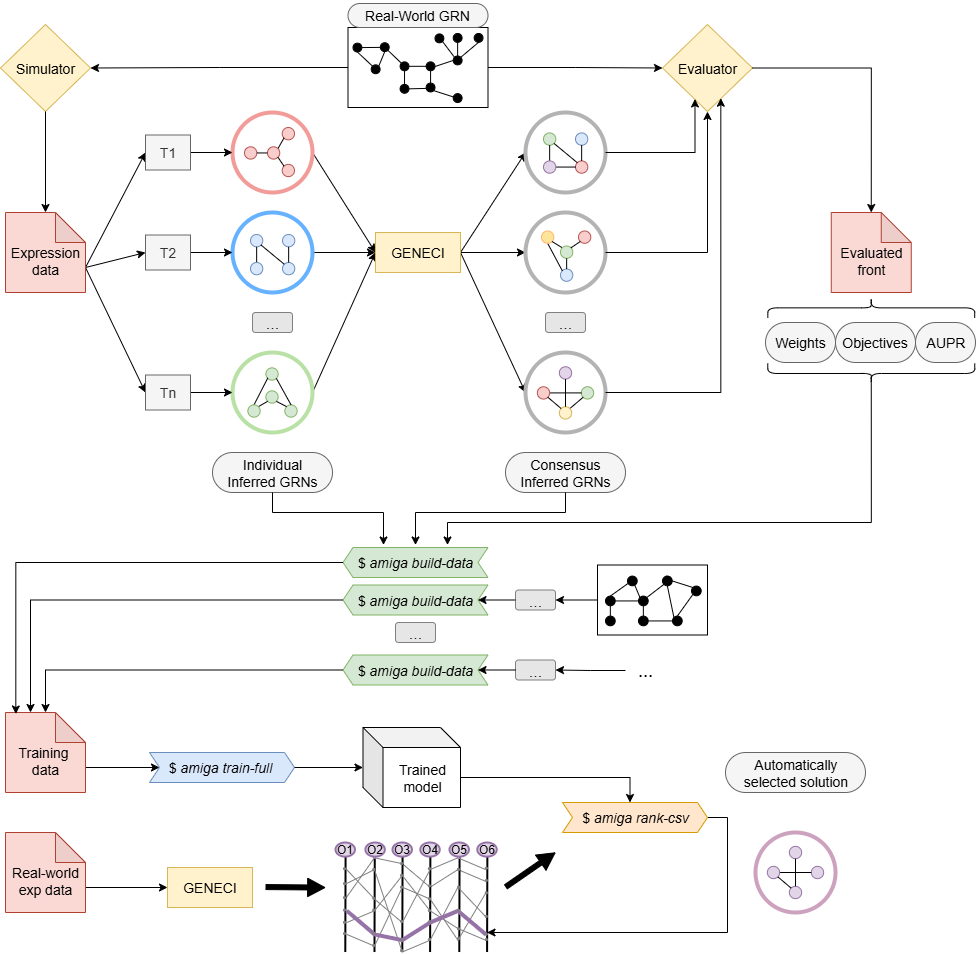 Real-World GRN
Simulator
Evaluator
T1
T2
...
Tn
Expression
data
GENECI
...
Evaluated
front
Weights
Objectives
AUPR
Individual
Inferred GRNs
Consensus
Inferred GRNs
$ amiga build-data
$ amiga build-data
...
...
$ amiga build-data
...
...
Training
data
$ amiga train-full
Trained
model
Automatically
selected solution
$ amiga rank-csv
Real-world
exp data
GENECI
O1 O2 O3 O4 O5 O6